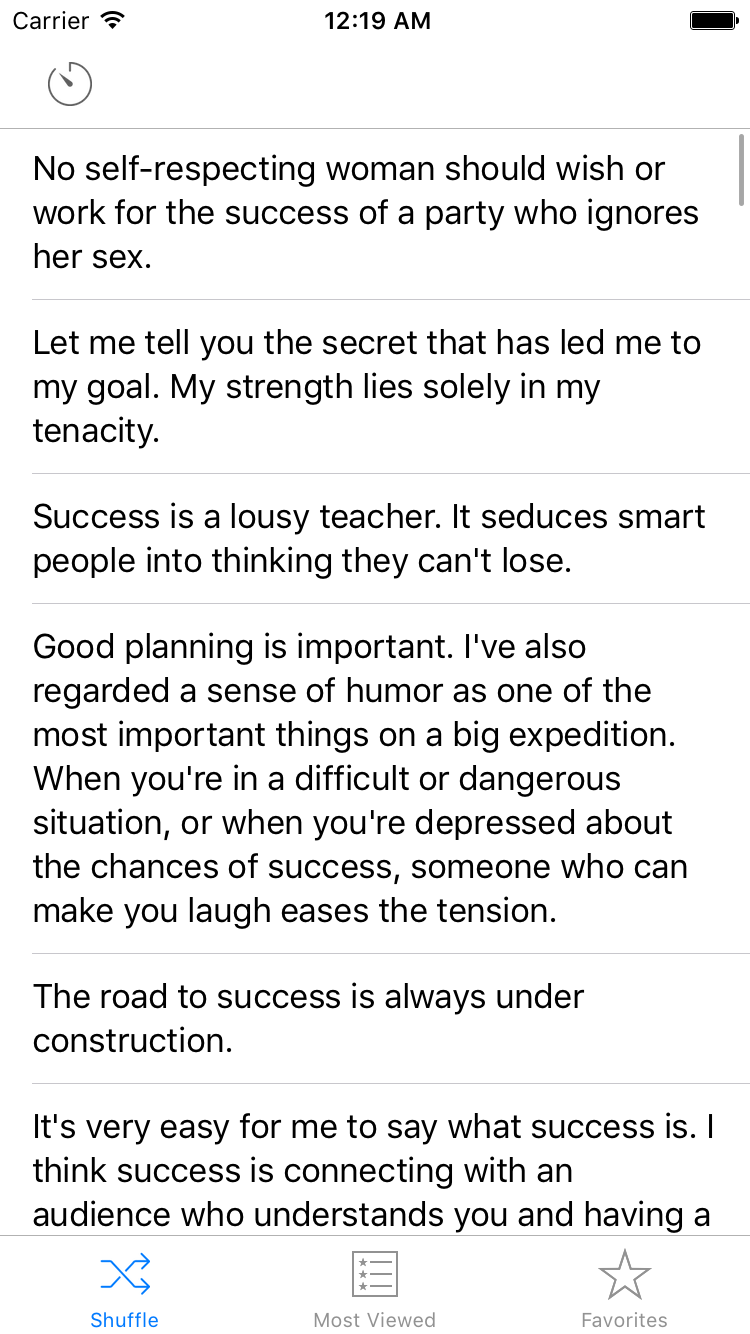 Carrier 12:19 AM
No self-respecting woman should wish or
work for the success of a party who ignores
her sex.
Let me tell you the secret that has led me to
my goal. My strength lies solely in my
tenacity.
Success is a lousy teacher. It seduces smart
people into thinking they can't lose.
Good planning is important. I've also
regarded a sense of humor as one of the
most important things on a big expedition.
When you're in a difficult or dangerous
situation, or when you're depressed about
the chances of success, someone who can
make you laugh eases the tension.
The road to success is always under
construction.
It's very easy for me to say what success is. I
think success is connecting with an
audience who understands you and having a
Shuffle Most Viewed Favorites